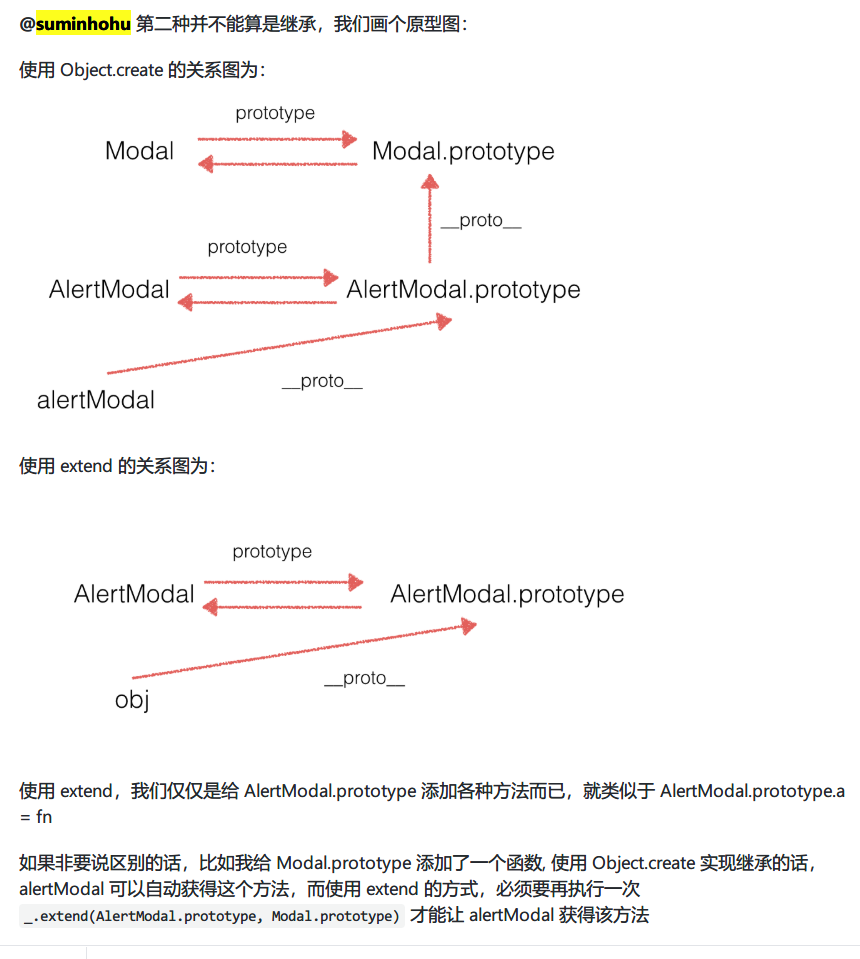 @suminhohu 第二种并不能算是继承，我们画个原型图：
使用 Object.create 的关系图为：
prototype
Modal Modal.prototype
__proto__
prototype
AlertModal AlertModal.prototype
__proto__
alertModal
使用 extend 的关系图为：
prototype
AlertModal AlertModal.prototype
__proto__
obj
使用 extend，我们仅仅是给 AlertModal.prototype 添加各种方法而已，就类似于 AlertModal.prototype.a
= fn
如果非要说区别的话，比如我给 Modal.prototype 添加了一个函数, 使用 Object.create 实现继承的话，
alertModal 可以自动获得这个方法，而使用 extend 的方式，必须要再执行一次
_.extend(AlertModal.prototype, Modal.prototype) 才能让 alertModal 获得该方法